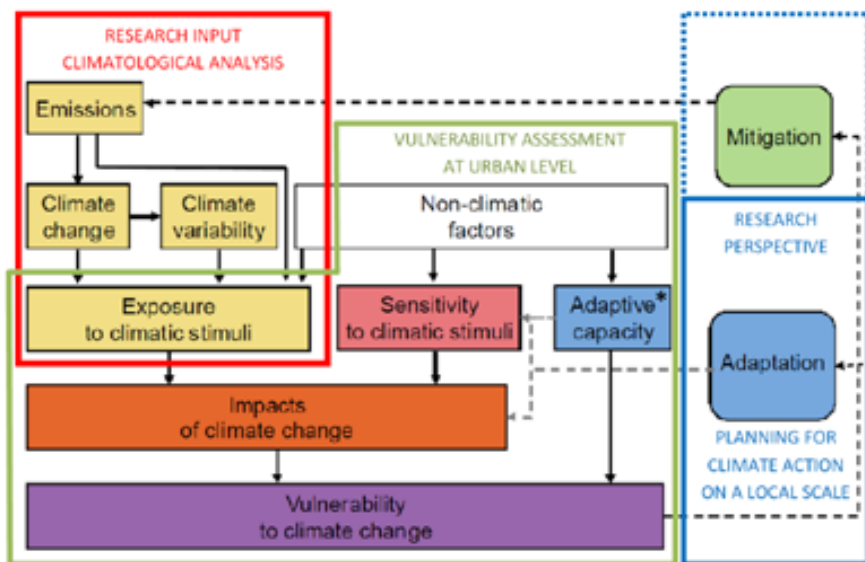 RESEARCH INPUT
CLIMATOLOGICAL ANALYSIS
Emissions
VULNERABILITY ASSESSMENT
AT URBAN LEVEL
Mitigation
Climate
change
Climate
variability
Non-climatic
factors
RESEARCH
PERSPECTIVE
Exposure
to climatic stimuli
Sensitivity
to climatic stimuli
Adaptive*
capacity
Adaptation
Impacts
of climate change
PLANNING FOR
CLIMATE ACTION
ON A LOCAL SCALE
Vulnerability
to climate change